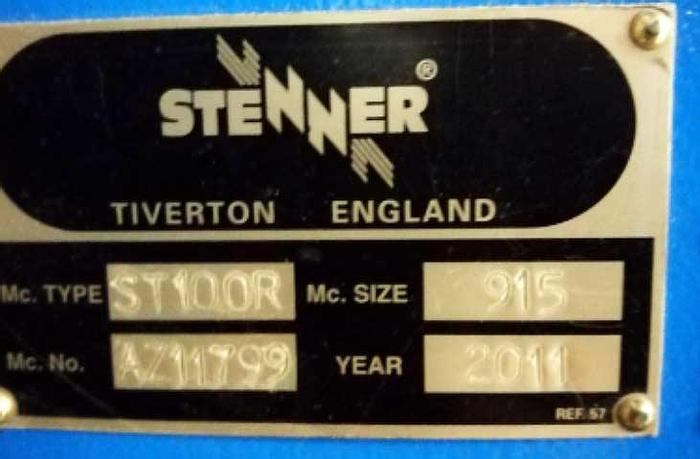 STENNER®
TIVERTON ENGLAND
Mc. TYPE ST100R Mc. SIZE 915
Mc. No. AZ11799 YEAR 2011
REF. 57